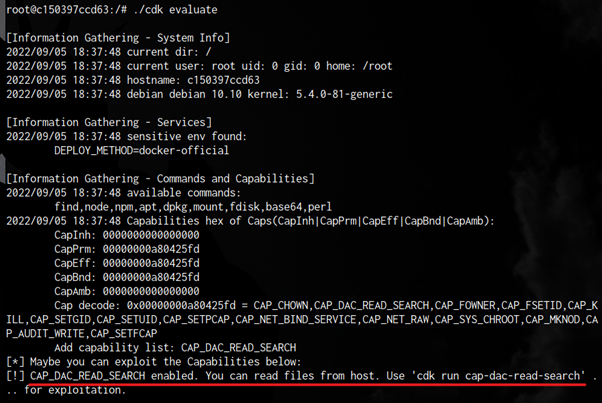 root@c150397ccd63:/# ./cdk evaluate
[Information Gathering - System Info]
2022/09/05 18:37:48 current dir: /
2022/09/05 18:37:48 current user: root uid: 0 gid: 0 home: /root
2022/09/05 18:37:48 hostname: c150397ccd63
2022/09/05 18:37:48 debian debian 10.10 kernel: 5.4.0-81-generic
[Information Gathering - Services]
2022/09/05 18:37:48 sensitive env found:
DEPLOY_METHOD=docker-official
[Information Gathering - Commands and Capabilities]
2022/09/05 18:37:48 available commands:
find,node,npm,apt,dpkg,mount,fdisk,base64,perl
2022/09/05 18:37:48 Capabilities hex of Caps(CapInh|CapPrm|CapEff|CapBnd|CapAmb):
CapInh: 0000000000000000
CapPrm: 00000000a80425fd
CapEff: 00000000a80425fd
CapBnd: 00000000a80425fd
CapAmb: 0000000000000000
Cap decode: 0x00000000a80425fd = CAP_CHOWN,CAP_DAC_READ_SEARCH,CAP_FOWNER,CAP_FSETID,CAP_K
ILL,CAP_SETGID,CAP_SETUID,CAP_SETPCAP,CAP_NET_BIND_SERVICE,CAP_NET_RAW,CAP_SYS_CHROOT,CAP_MKNOD,CA
P_AUDIT_WRITE,CAP_SETFCAP
Add capability list: CAP_DAC_READ_SEARCH
[*] Maybe you can exploit the Capabilities below:
[!] CAP_DAC_READ_SEARCH enabled. You can read files from host. Use 'cdk run cap-dac-read-search' .
.. for exploitation.